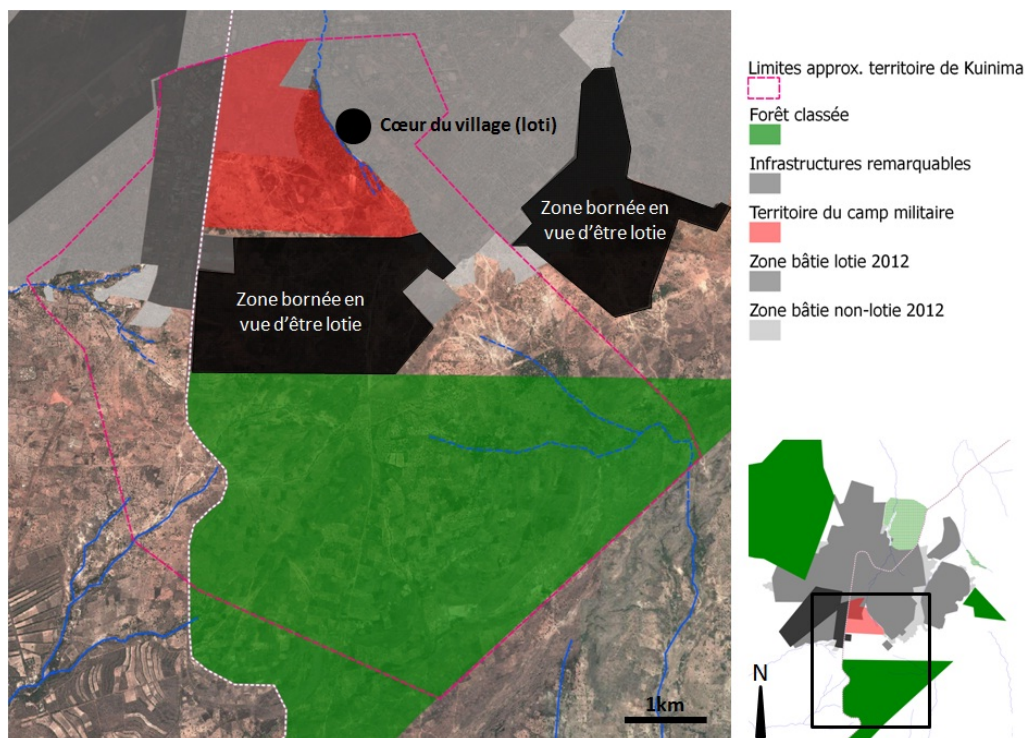 Cœur du village (loti)
Zone bornée en
vue d'être lotie
Zone bornée en
vue d'être lotie
1km
Limites approx. territoire de Kuinima
Forêt classée
Infrastructures remarquables
Territoire du camp militaire
Zone bâtie lotie 2012
Zone bâtie non-lotie 2012
N